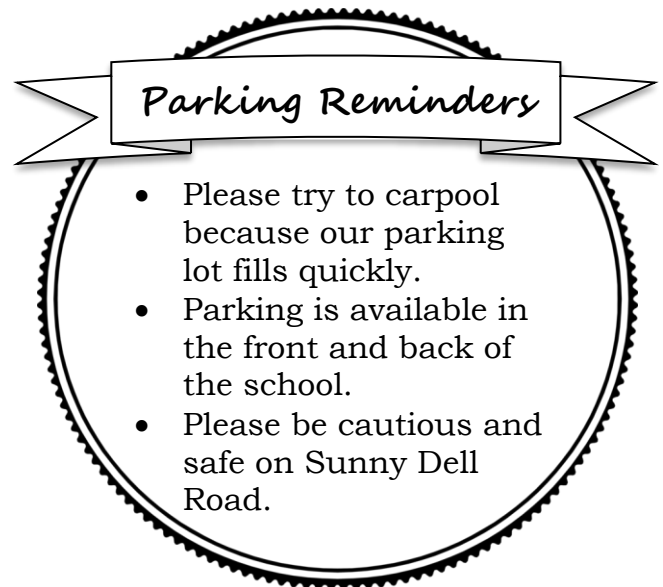 Parking Reminders
• Please try to carpool
because our parking
lot fills quickly.
• Parking is available in
the front and back of
the school.
• Please be cautious and
safe on Sunny Dell
Road.